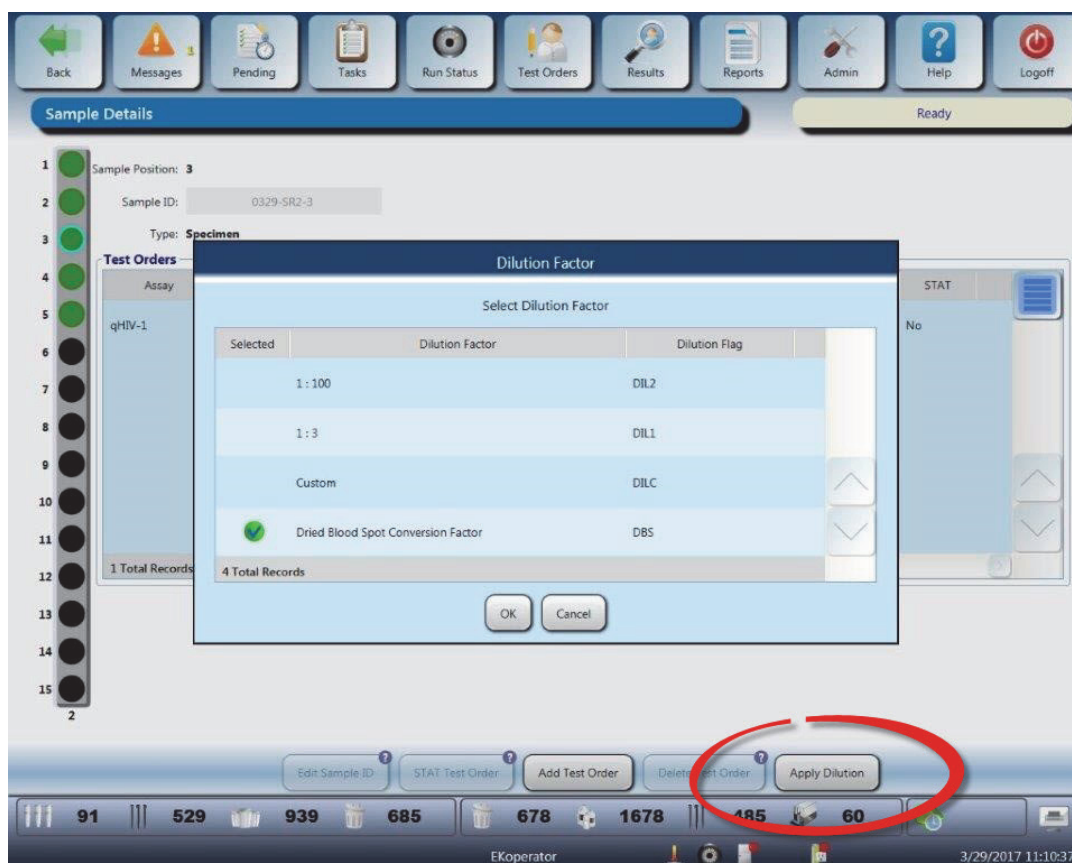 Back
Messages
1
Pending
Tasks
Run Status
Test Orders
Results
Reports
Admin
?
Help
Logoff
Sample Details
Ready
1
2
3
4
5
6
7
8
9
10
11
12
13
14
15
2
Sample Position: 3
Sample ID: 0329-SR2-3
Type: Specimen
Test Orders
Assay
STAT
qHIV-1
No
1 Total Records
Dilution Factor
Select Dilution Factor
Selected Dilution Factor Dilution Flag
1 : 100 DIL2
1 : 3 DIL1
Custom DILC
Dried Blood Spot Conversion Factor DBS
4 Total Records
OK Cancel
Edit Sample ID ? STAT Test Order ? Add Test Order Delete Test Order ? Apply Dilution
91 529 939 685 678 1678 485 60
EKoperator
3/29/2017 11:10:37